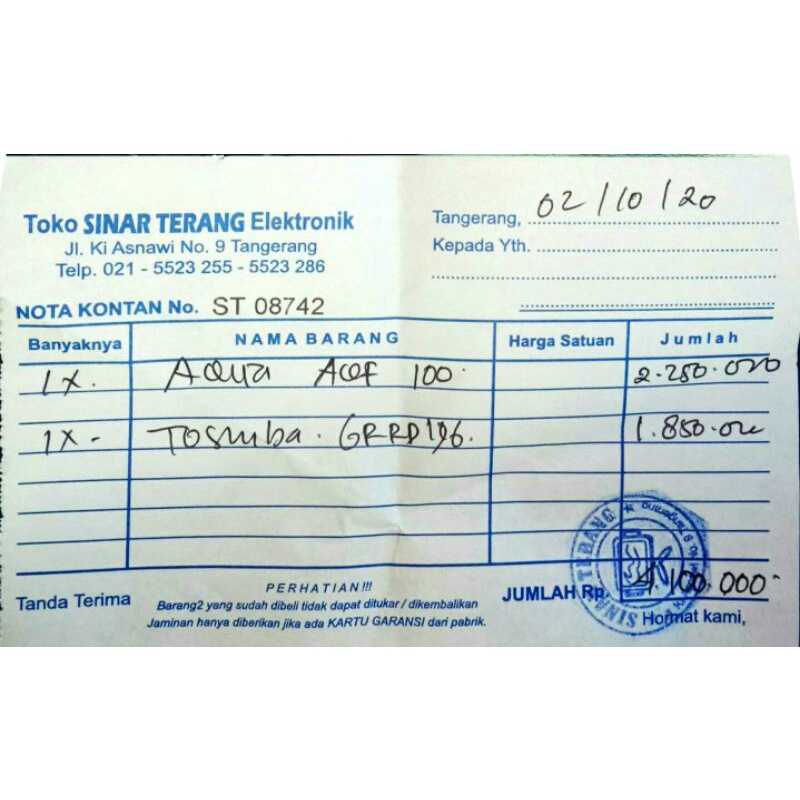 Toko SINAR TERANG Elektronik
Jl. Ki Asnawi No. 9 Tangerang
Telp. 021 - 5523 255 - 5523 286
Tangerang, 02/10/20
Kepada Yth.
NOTA KONTAN No. ST 08742
Banyaknya NAMA BARANG Harga Satuan Jumlah
1X. Aqua 100. 2.250.000
1X- Toshiba. GRRD196. 1.850.000
Tanda Terima
PERHATIAN!!!
Barang2 yang sudah dibeli tidak dapat ditukar / dikembalikan
Jaminan hanya diberikan jika ada KARTU GARANSI dari pabrik.
JUMLAH Rp. 4.100.000-
Hormat kami,
SINAR TERANG